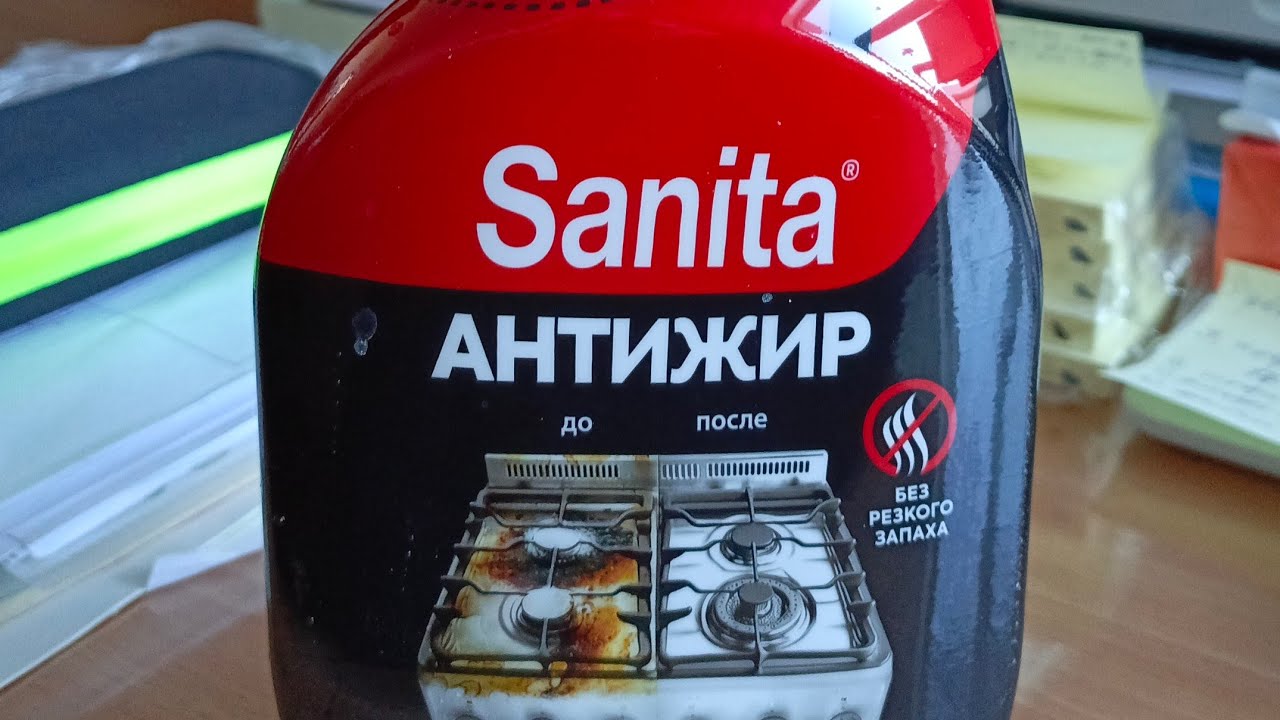 Sanita®
АНТИЖИР
до после
БЕЗ
РЕЗКОГО
ЗАПАХА